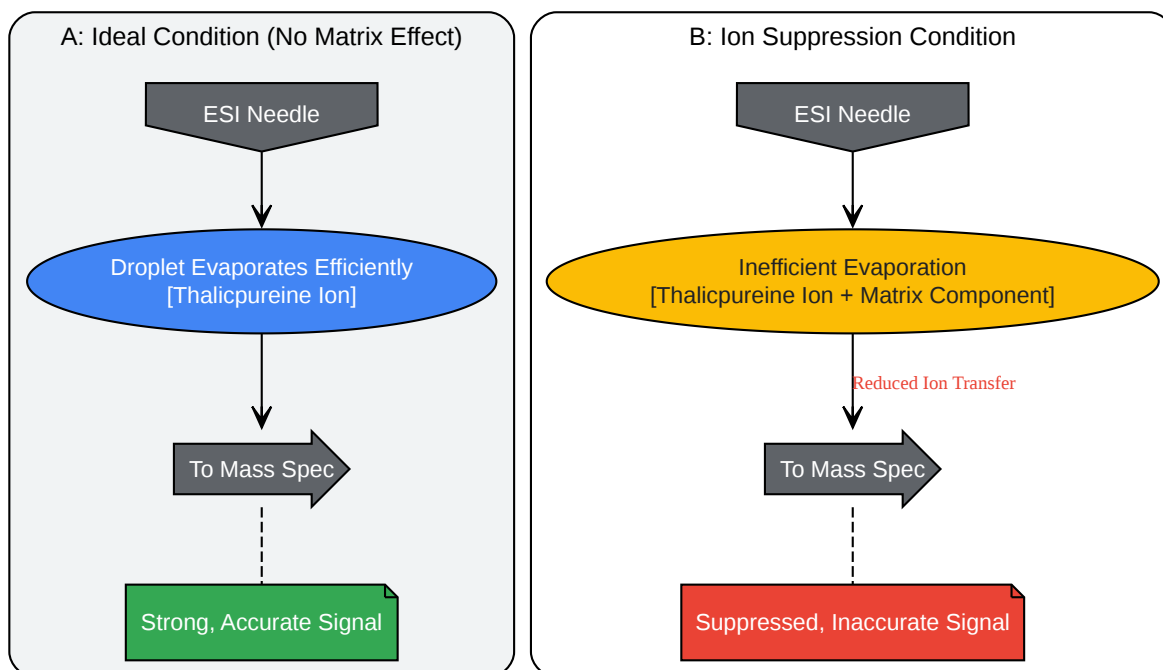 A: Ideal Condition (No Matrix Effect)
ESI Needle
Droplet Evaporates Efficiently
[Thalicpureine Ion]
To Mass Spec
Strong, Accurate Signal
B: Ion Suppression Condition
ESI Needle
Inefficient Evaporation
[Thalicpureine Ion + Matrix Component]
Reduced Ion Transfer
To Mass Spec
Suppressed, Inaccurate Signal